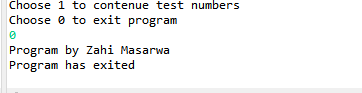 Choose 1 to contenue test numbers
Choose 0 to exit program
0
Program by Zahi Masarwa
Program has exited